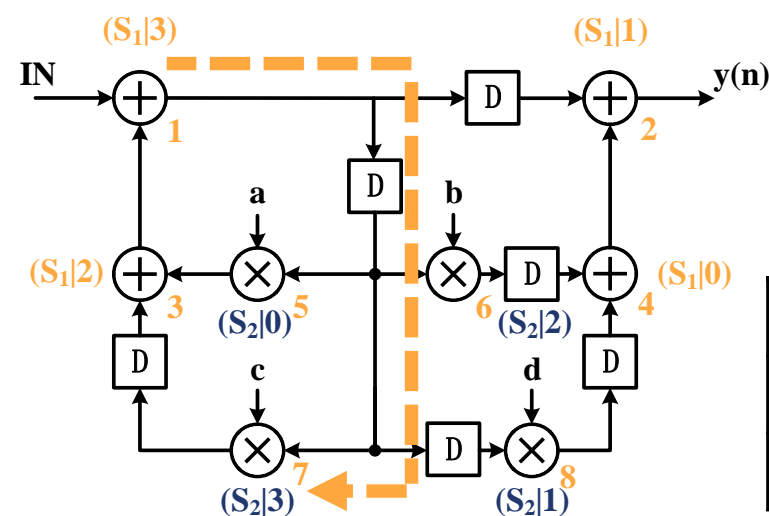 (S₁|3) (S₁|1)
IN y(n)
D
1 2
D
a b
(S₁|2) D (S₁|0)
3 5 6 4
(S₂|0) (S₂|2)
D D
c d
D
7 8
(S₂|3) (S₂|1)